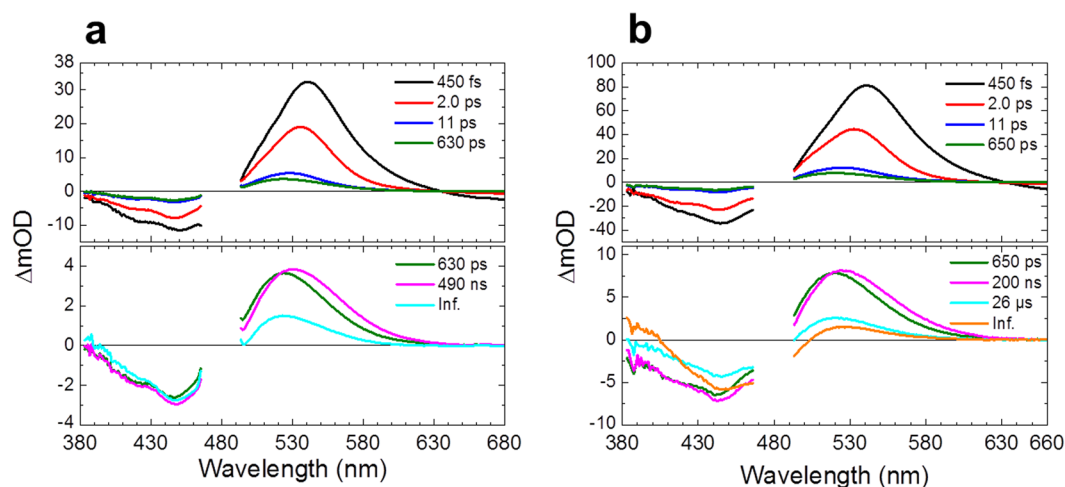 a
38
30
20
10
0
-10
ΔmOD
450 fs
2.0 ps
11 ps
630 ps
4
2
0
-2
-4
630 ps
490 ns
Inf.
380 430 480 530 580 630 680
Wavelength (nm)
b
100
80
60
40
20
0
-20
-40
ΔmOD
450 fs
2.0 ps
11 ps
650 ps
10
5
0
-5
-10
650 ps
200 ns
26 µs
Inf.
380 430 480 530 580 630 660
Wavelength (nm)